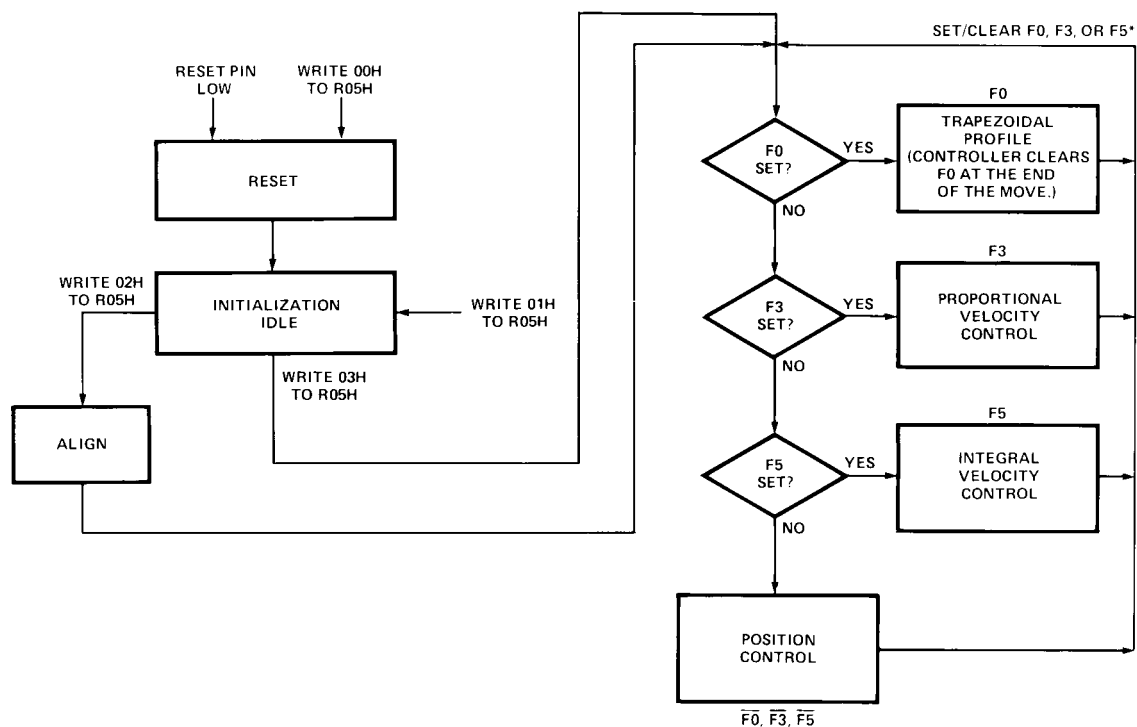 SET/CLEAR F0, F3, OR F5*
RESET PIN
LOW
WRITE 00H
TO R05H
RESET
WRITE 02H
TO R05H
INITIALIZATION
IDLE
WRITE 01H
TO R05H
WRITE 03H
TO R05H
ALIGN
F0
SET?
YES
NO
F0
TRAPEZOIDAL
PROFILE
(CONTROLLER CLEARS
F0 AT THE END
OF THE MOVE.)
F3
SET?
YES
NO
F3
PROPORTIONAL
VELOCITY
CONTROL
F5
SET?
YES
NO
F5
INTEGRAL
VELOCITY
CONTROL
POSITION
CONTROL
F̅0̅, F̅3̅, F̅5̅